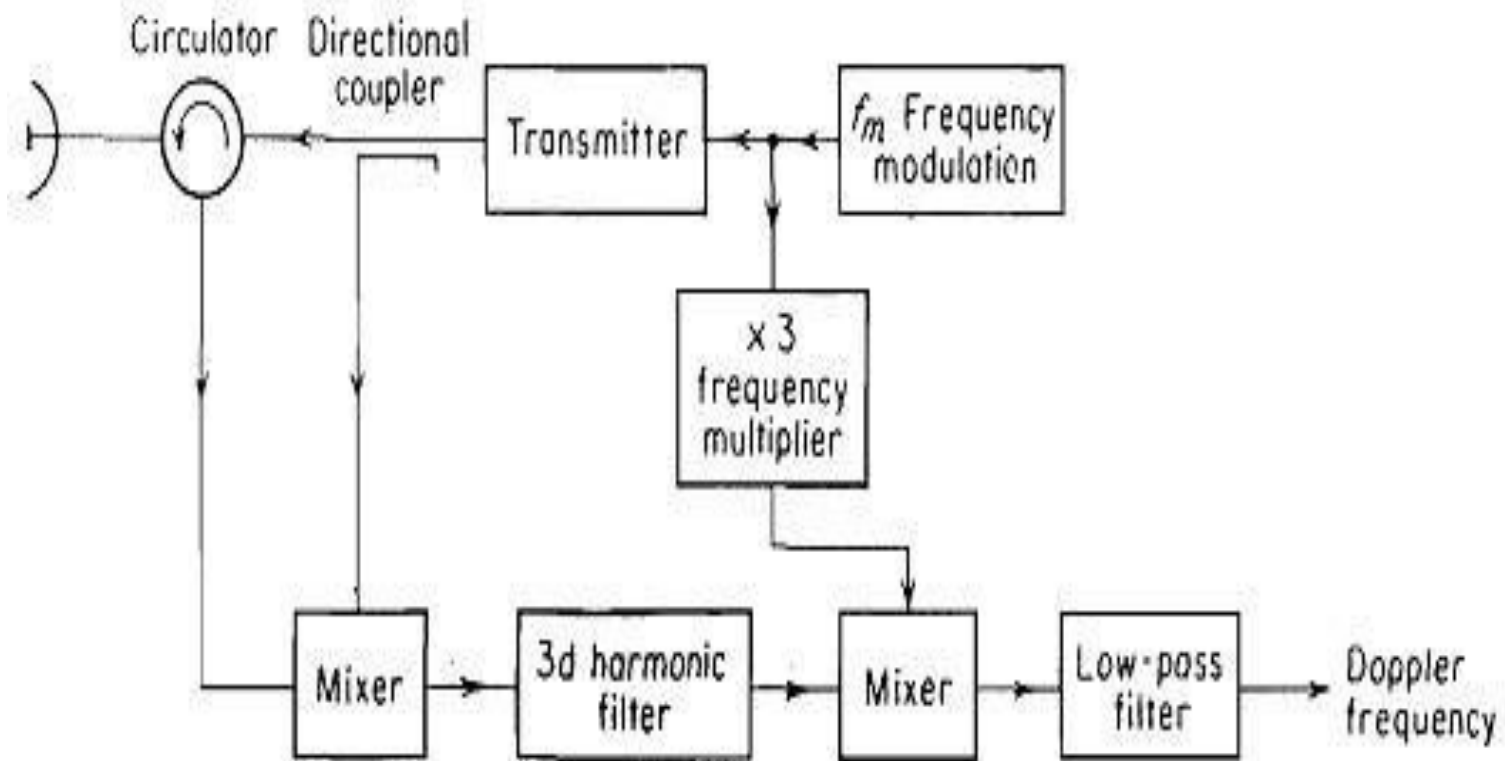 Circulator
Directional
coupler
Transmitter
fm Frequency
modulation
x 3
frequency
multiplier
Mixer
3d harmonic
filter
Mixer
Low-pass
filter
Doppler
frequency